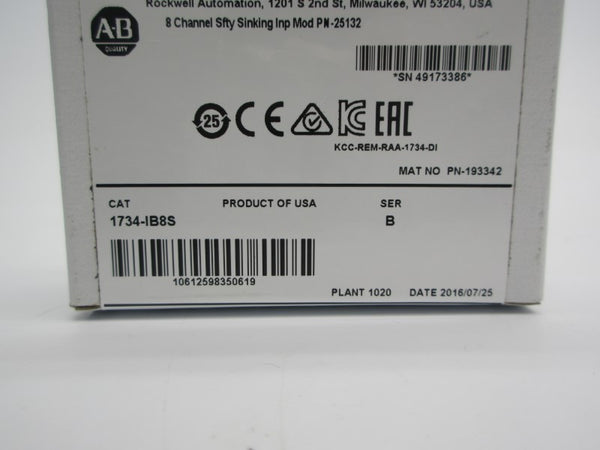 Rockwell Automation, 1201 S 2nd St, Milwaukee, WI 53204, USA
A-B
QUALITY
8 Channel Sfty Sinking Inp Mod PN-25132
*SN 49173386*
25 CE KC EAC
KCC-REM-RAA-1734-DI
MAT NO PN-193342
CAT PRODUCT OF USA SER
1734-IB8S B
10612598350619
PLANT 1020 DATE 2016/07/25